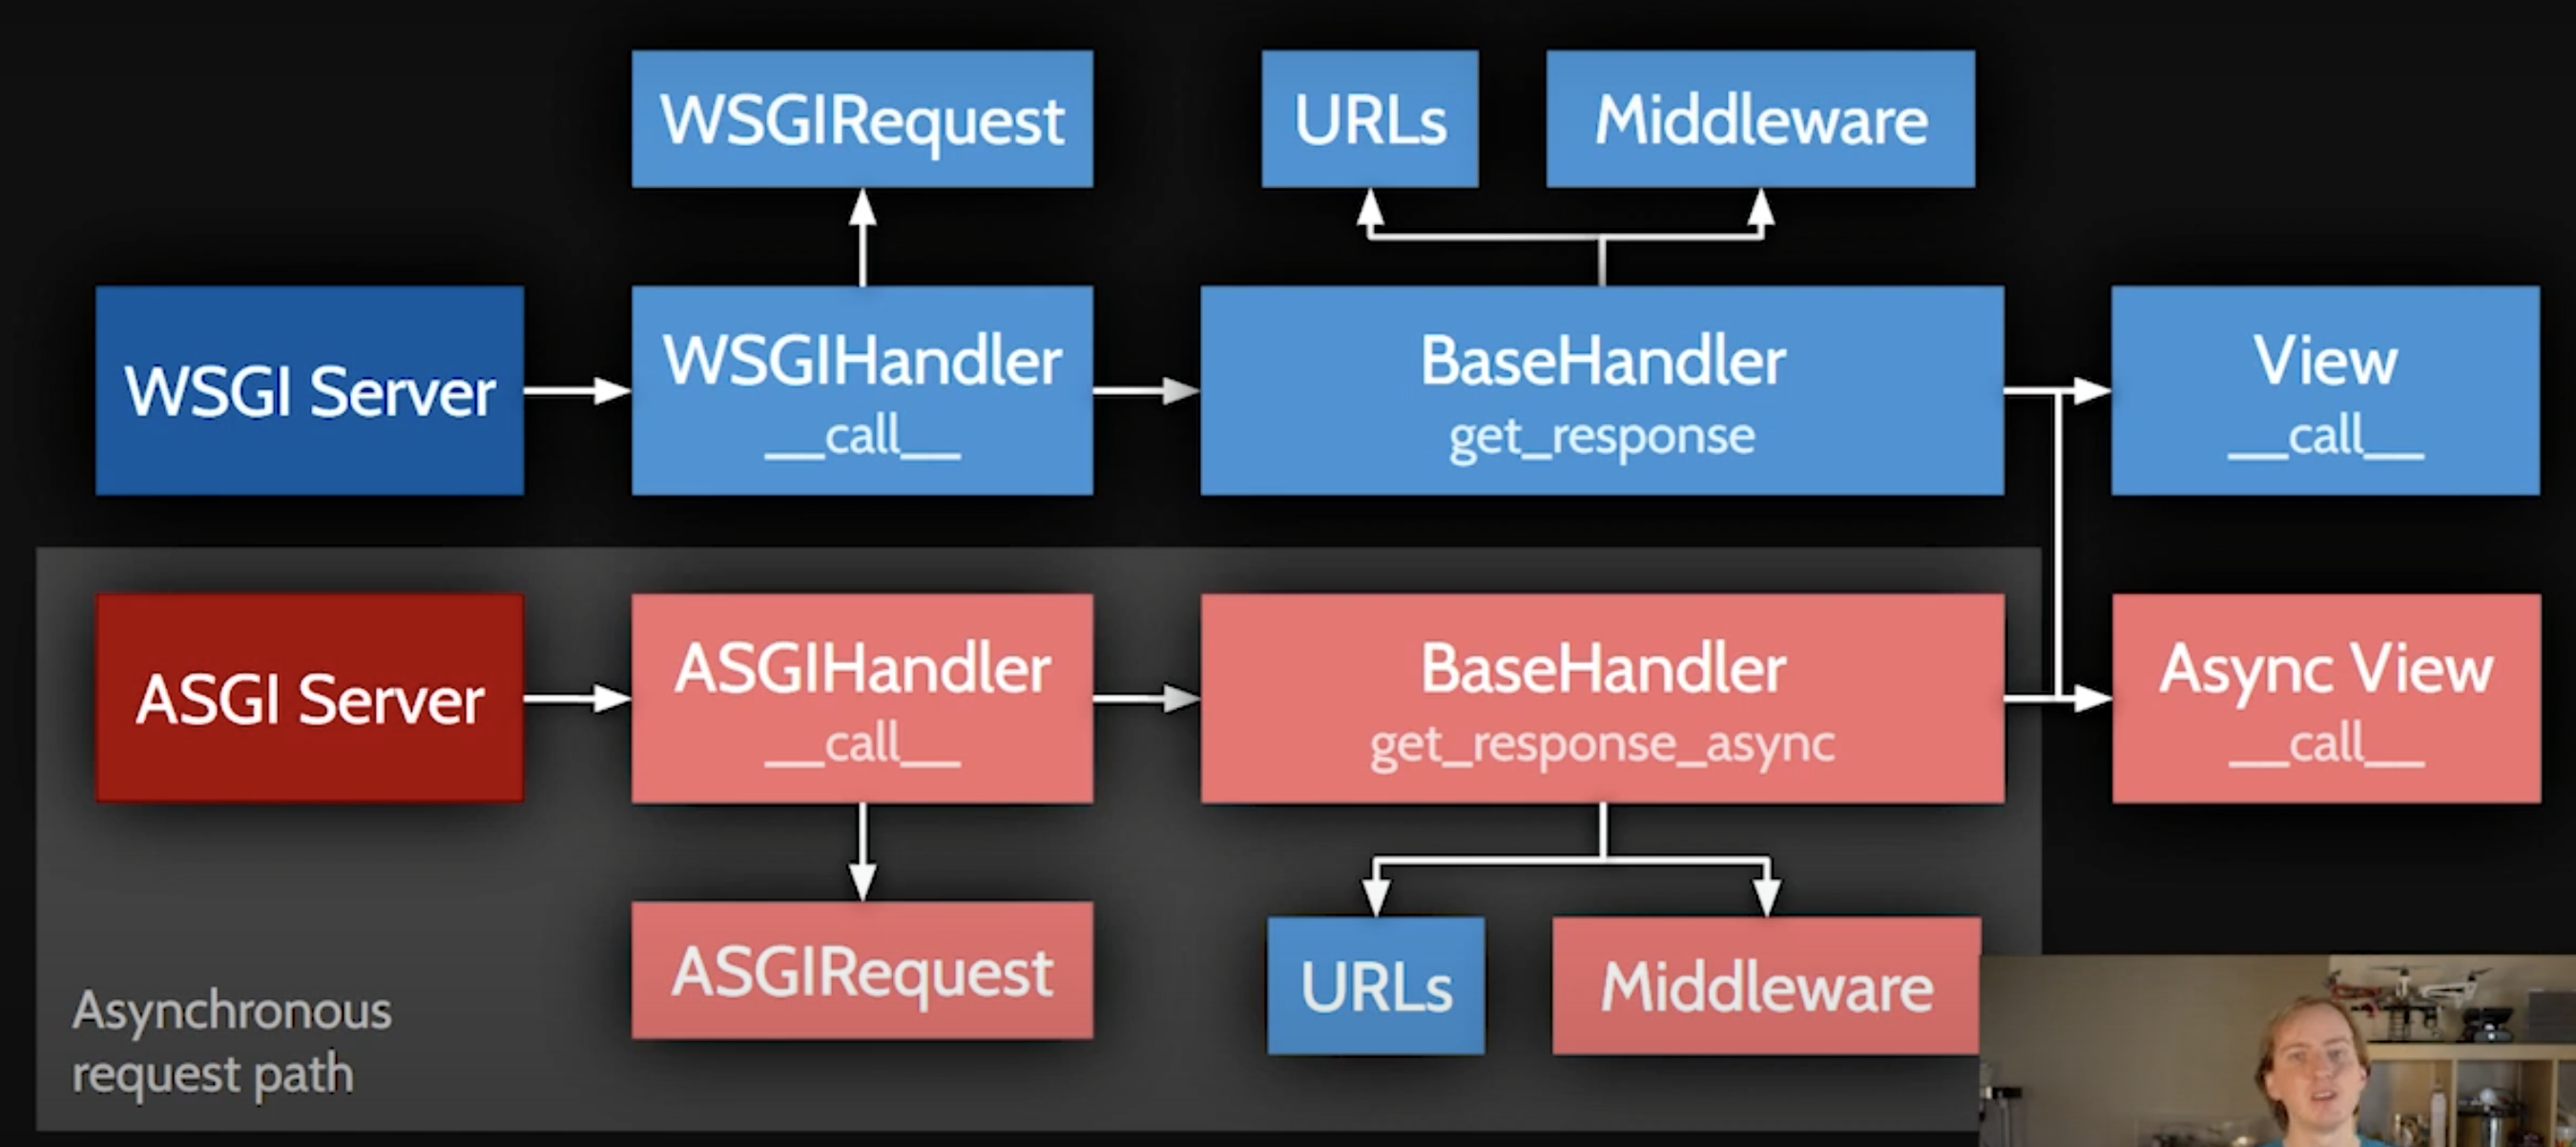 WSGIRequest
URLs
Middleware
WSGI Server
WSGIHandler
__call__
BaseHandler
get_response
View
__call__
ASGI Server
ASGIHandler
__call__
BaseHandler
get_response_async
Async View
__call__
ASGIRequest
URLs
Middleware
Asynchronous
request path